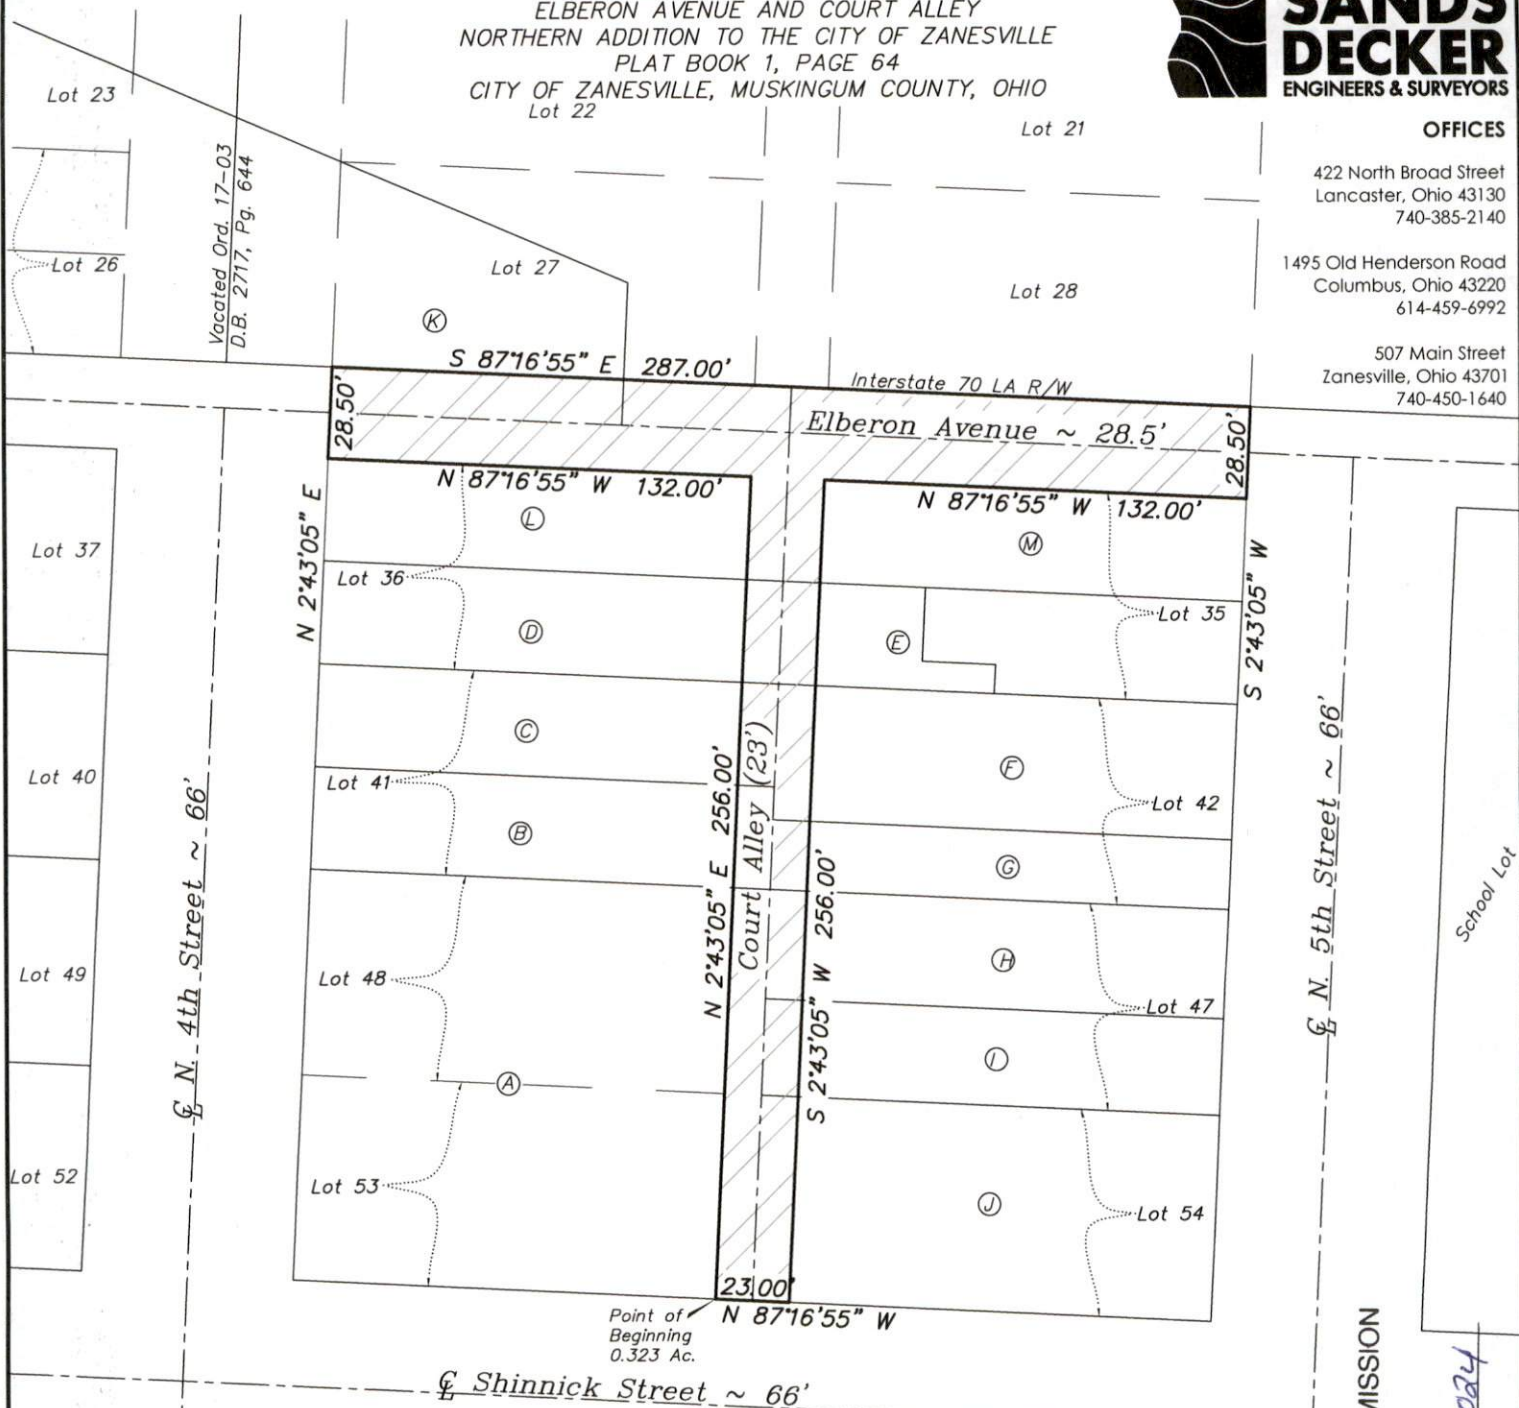 ELBERON AVENUE AND COURT ALLEY
NORTHERN ADDITION TO THE CITY OF ZANESVILLE
PLAT BOOK 1, PAGE 64
CITY OF ZANESVILLE, MUSKINGUM COUNTY, OHIO
SANDS
DECKER
ENGINEERS & SURVEYORS
OFFICES
422 North Broad Street
Lancaster, Ohio 43130
740-385-2140
1495 Old Henderson Road
Columbus, Ohio 43220
614-459-6992
507 Main Street
Zanesville, Ohio 43701
740-450-1640
Lot 23
Lot 22
Lot 21
Vacated Ord. 17-03
D.B. 2717, Pg. 644
Lot 26
Lot 27
Lot 28
K
S 87°16'55" E 287.00'
Interstate 70 LA R/W
28.50'
Elberon Avenue ~ 28.5'
28.50'
N 87°16'55" W 132.00'
N 87°16'55" W 132.00'
L
M
N 2°43'05" E
S 2°43'05" W
Lot 37
Lot 36
Lot 35
D
E
C
F
Lot 40
Lot 41
Lot 42
B
G
Court Alley (23')
N 2°43'05" E 256.00'
S 2°43'05" W 256.00'
℄ N. 4th Street ~ 66'
℄ N. 5th Street ~ 66'
School Lot
Lot 49
Lot 48
H
Lot 47
I
A
Lot 52
Lot 53
J
Lot 54
23.00'
N 87°16'55" W
Point of
Beginning
0.323 Ac.
℄ Shinnick Street ~ 66'